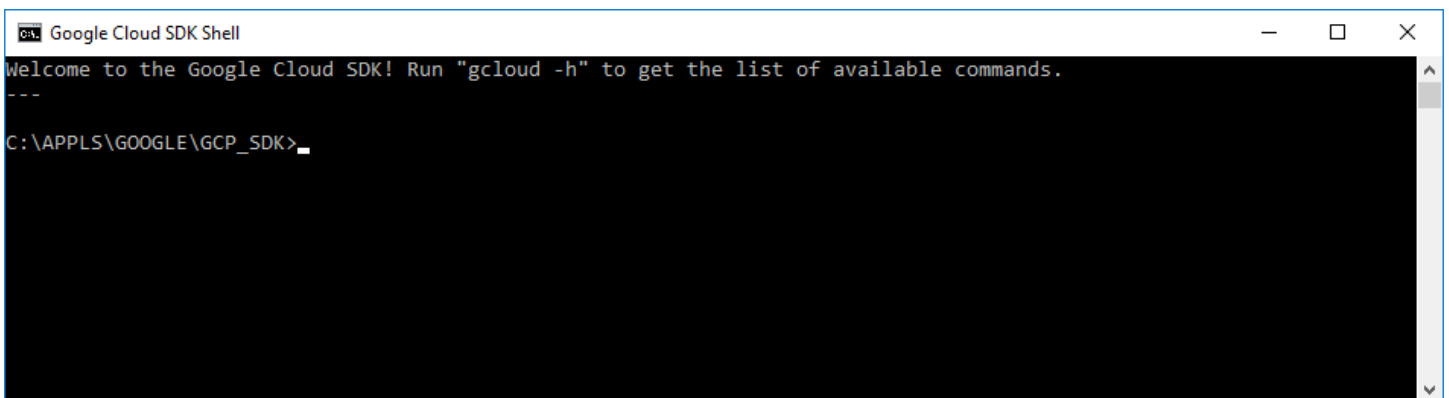 Google Cloud SDK Shell
Welcome to the Google Cloud SDK! Run "gcloud -h" to get the list of available commands.
---
C:\APPLS\GOOGLE\GCP_SDK>